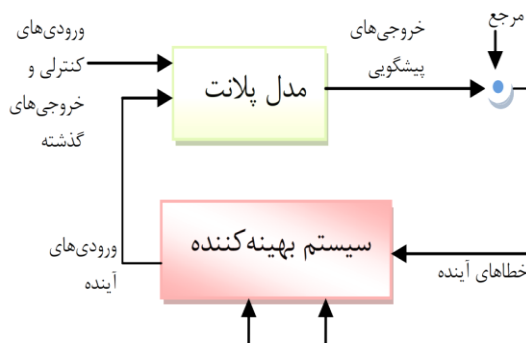 مرجع
ورودی‌های
کنترلی و
خروجی‌های
گذشته
مدل پلانت
خروجی‌های
پیشگویی
سیستم بهینه‌کننده
ورودی‌های
آینده
خطاهای آینده